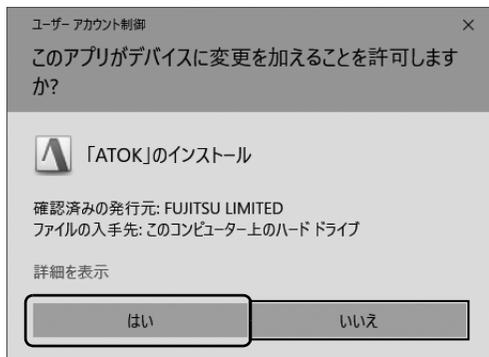 ユーザー アカウント制御
×
このアプリがデバイスに変更を加えることを許可します
か?
「ATOK」のインストール
確認済みの発行元: FUJITSU LIMITED
ファイルの入手先: このコンピューター上のハード ドライブ
詳細を表示
はい
いいえ